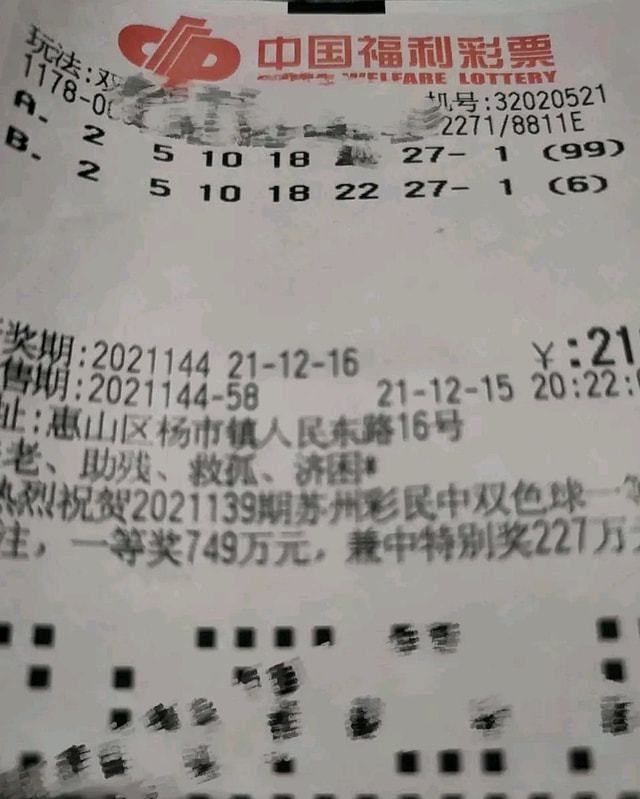 中国福利彩票
CHINA WELFARE LOTTERY
玩法:双
机号:32020521
1178-0
2271/8811E
A. 2 5 10 18 27- 1 (99)
B. 2 5 10 18 22 27- 1 (6)
奖期:2021144 21-12-16 ¥:21
售期:2021144-58 21-12-15 20:22:
址:惠山区杨市镇人民东路16号
老、助残、救孤、济困*
热烈祝贺2021139期苏州彩民中双色球一等
注，一等奖749万元，兼中特别奖227万